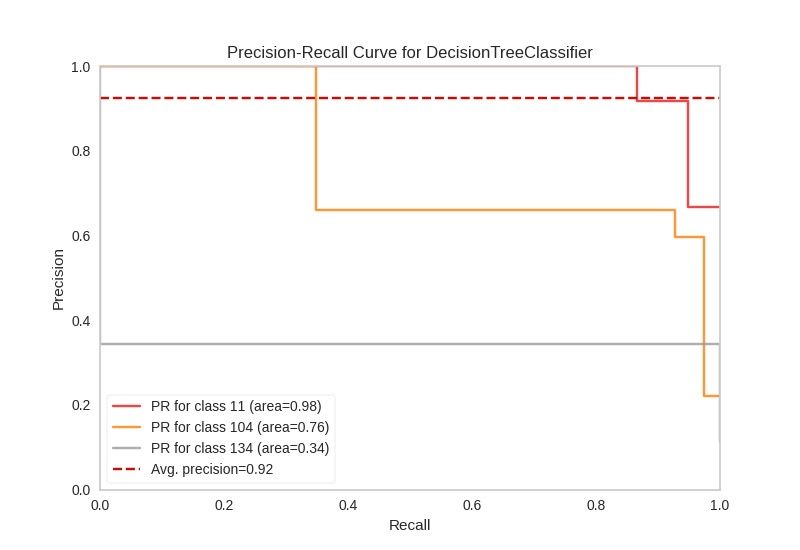 Precision-Recall Curve for DecisionTreeClassifier
1.0
0.8
0.6
0.4
0.2
0.0
Precision
PR for class 11 (area=0.98)
PR for class 104 (area=0.76)
PR for class 134 (area=0.34)
Avg. precision=0.92
0.0 0.2 0.4 0.6 0.8 1.0
Recall